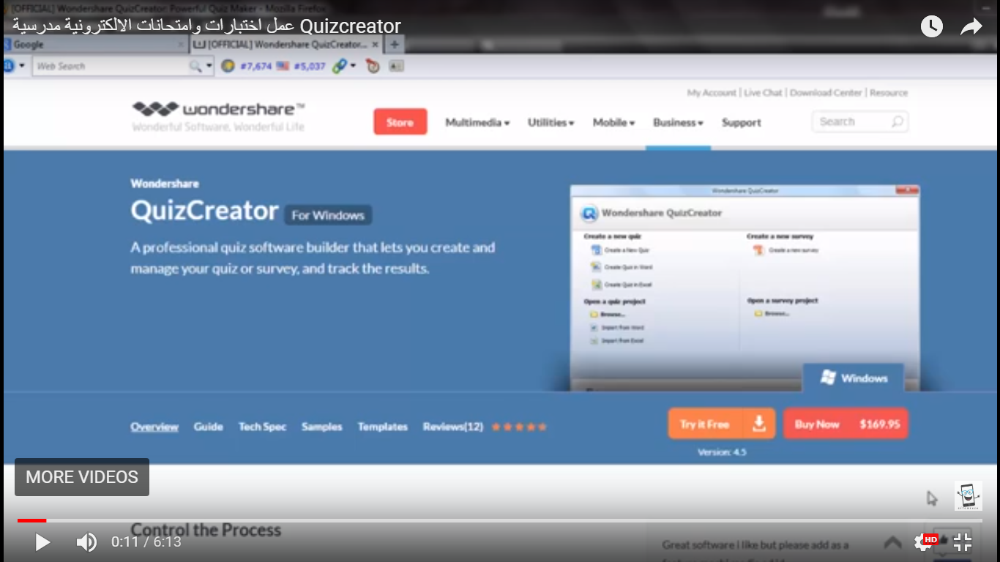 [OFFICIAL] Wondershare QuizCreator: Powerful Quiz Maker - Mozilla Firefox
عمل اختبارات وامتحانات الالكترونية مدرسية Quizcreator
Google
[OFFICIAL] Wondershare QuizCreator...
Web Search
#7,674 #5,037
My Account | Live Chat | Download Center | Resource
wondershare™
Wonderful Software, Wonderful Life
Store Multimedia Utilities Mobile Business Support Search
Wondershare
QuizCreator For Windows
A professional quiz software builder that lets you create and
manage your quiz or survey, and track the results.
Wondershare QuizCreator
Wondershare QuizCreator
Create a new quiz
Create a New Quiz
Create Quiz in Word
Create Quiz in Excel
Open a quiz project
Browse...
Import from Word
Import from Excel
Create a new survey
Create a new survey
Open a survey project
Browse...
Windows
Overview Guide Tech Spec Samples Templates Reviews(12)
Try it Free
Buy Now $169.95
Version: 4.5
MORE VIDEOS
Control the Process
Great software i like but please add as a
0:11 / 6:13
HD